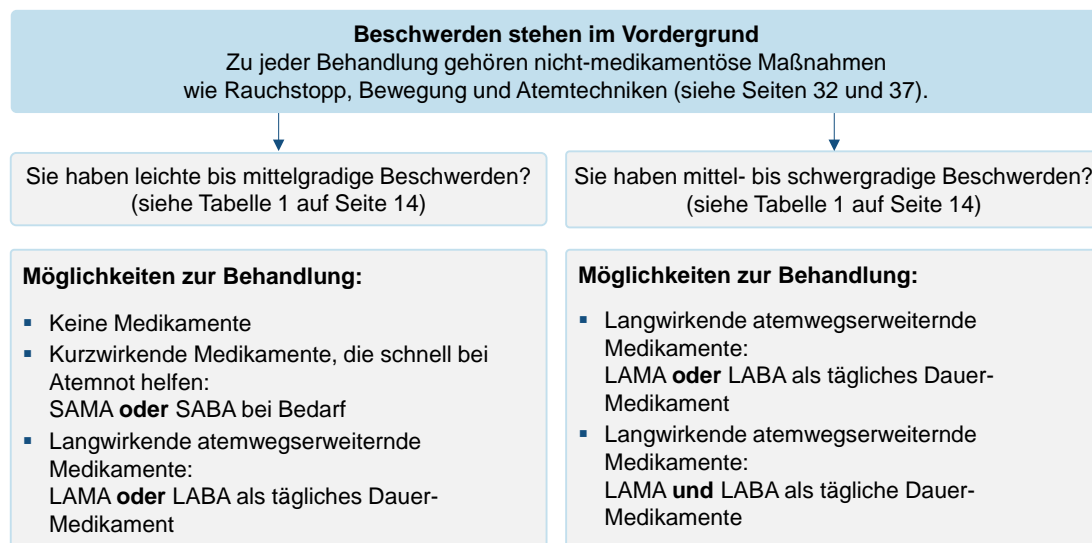 Beschwerden stehen im Vordergrund
Zu jeder Behandlung gehören nicht-medikamentöse Maßnahmen
wie Rauchstopp, Bewegung und Atemtechniken (siehe Seiten 32 und 37).
Sie haben leichte bis mittelgradige Beschwerden?
(siehe Tabelle 1 auf Seite 14)
Möglichkeiten zur Behandlung:
▪ Keine Medikamente
▪ Kurzwirkende Medikamente, die schnell bei
Atemnot helfen:
SAMA oder SABA bei Bedarf
▪ Langwirkende atemwegserweiternde
Medikamente:
LAMA oder LABA als tägliches Dauer-
Medikament
Sie haben mittel- bis schwergradige Beschwerden?
(siehe Tabelle 1 auf Seite 14)
Möglichkeiten zur Behandlung:
▪ Langwirkende atemwegserweiternde
Medikamente:
LAMA oder LABA als tägliches Dauer-
Medikament
▪ Langwirkende atemwegserweiternde
Medikamente:
LAMA und LABA als tägliche Dauer-
Medikamente